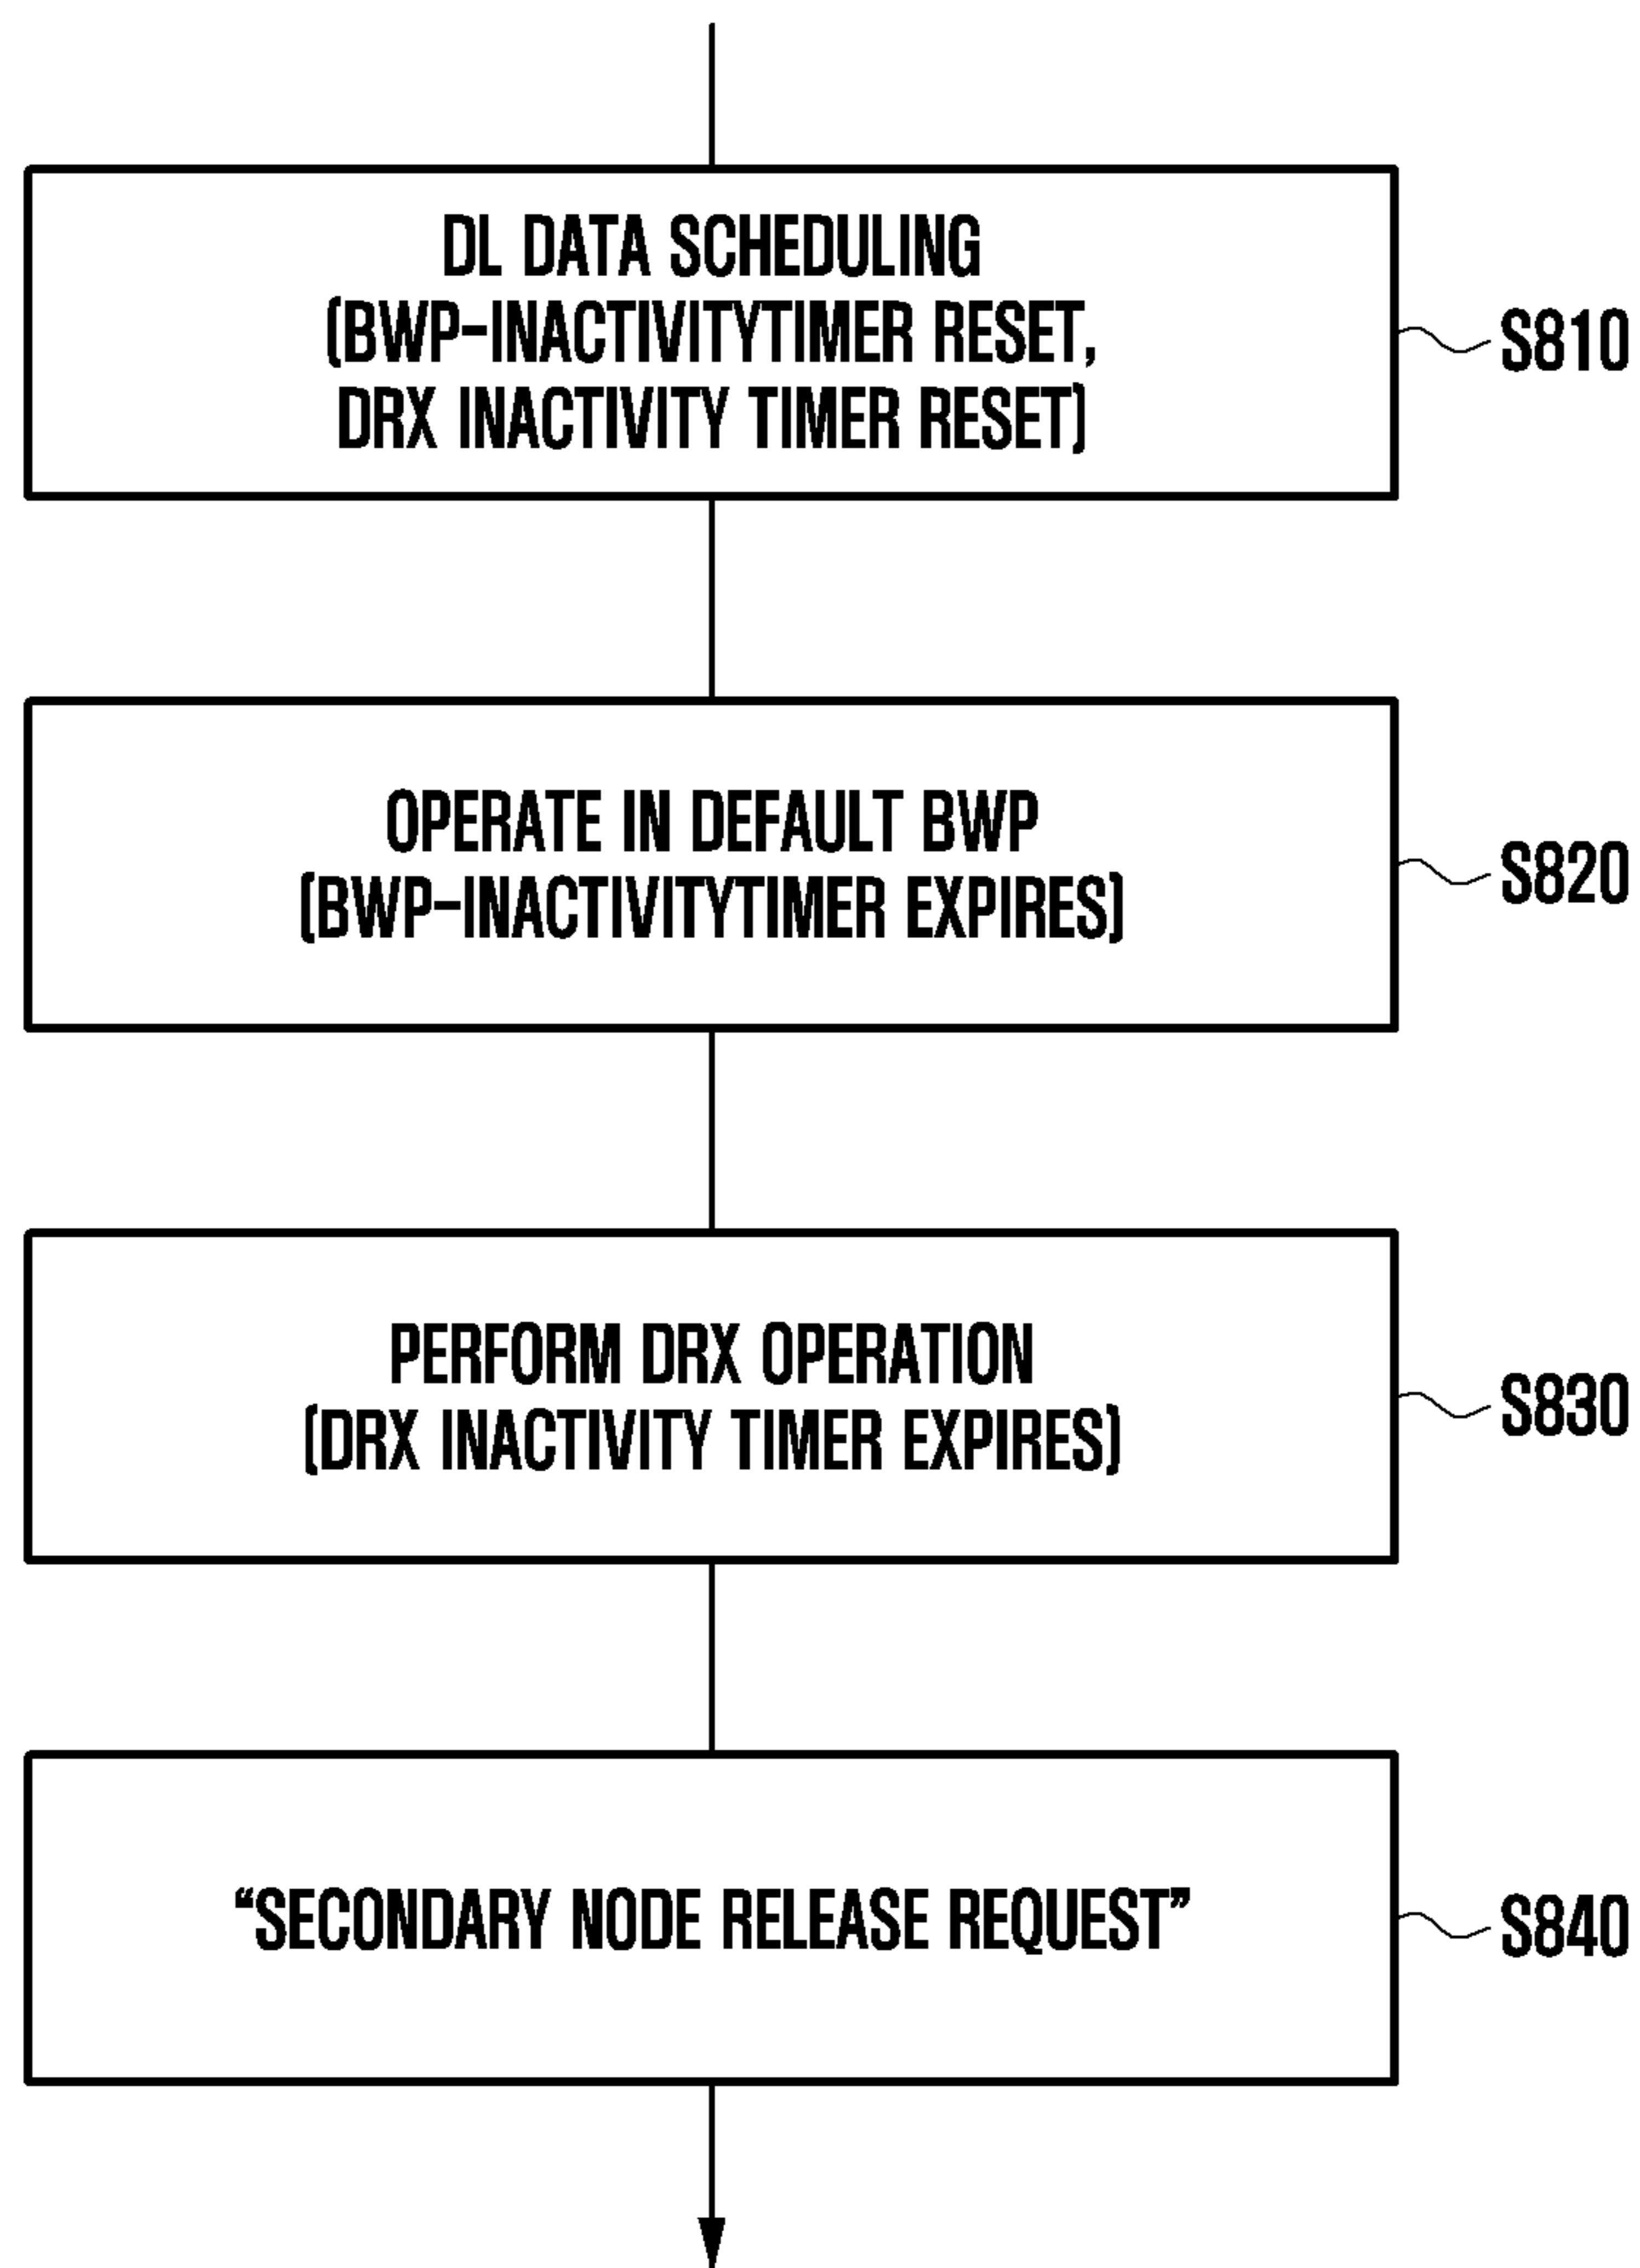 DL DATA SCHEDULING
(BWP-INACTIVITYTIMER RESET,
DRX INACTIVITY TIMER RESET)
S810
OPERATE IN DEFAULT BWP
(BWP-INACTIVITYTIMER EXPIRES)
S820
PERFORM DRX OPERATION
(DRX INACTIVITY TIMER EXPIRES)
S830
“SECONDARY NODE RELEASE REQUEST”
S840